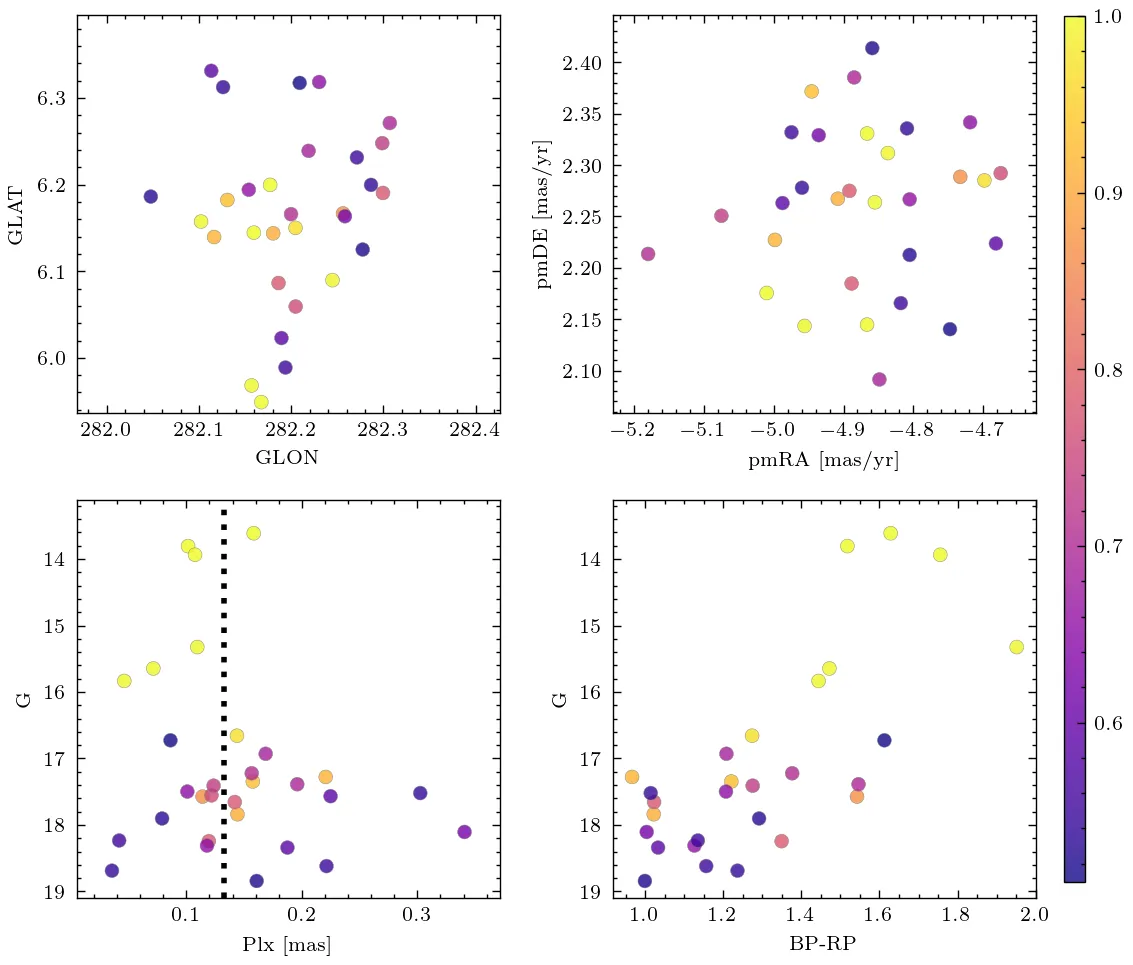 6.3
6.2
6.1
6.0
GLAT
282.0 282.1 282.2 282.3 282.4
GLON
2.40
2.35
2.30
2.25
2.20
2.15
2.10
pmDE [mas/yr]
−5.2 −5.1 −5.0 −4.9 −4.8 −4.7
pmRA [mas/yr]
14
15
16
17
18
19
G
0.1 0.2 0.3
Plx [mas]
14
15
16
17
18
19
G
1.0 1.2 1.4 1.6 1.8 2.0
BP-RP
1.0
0.9
0.8
0.7
0.6